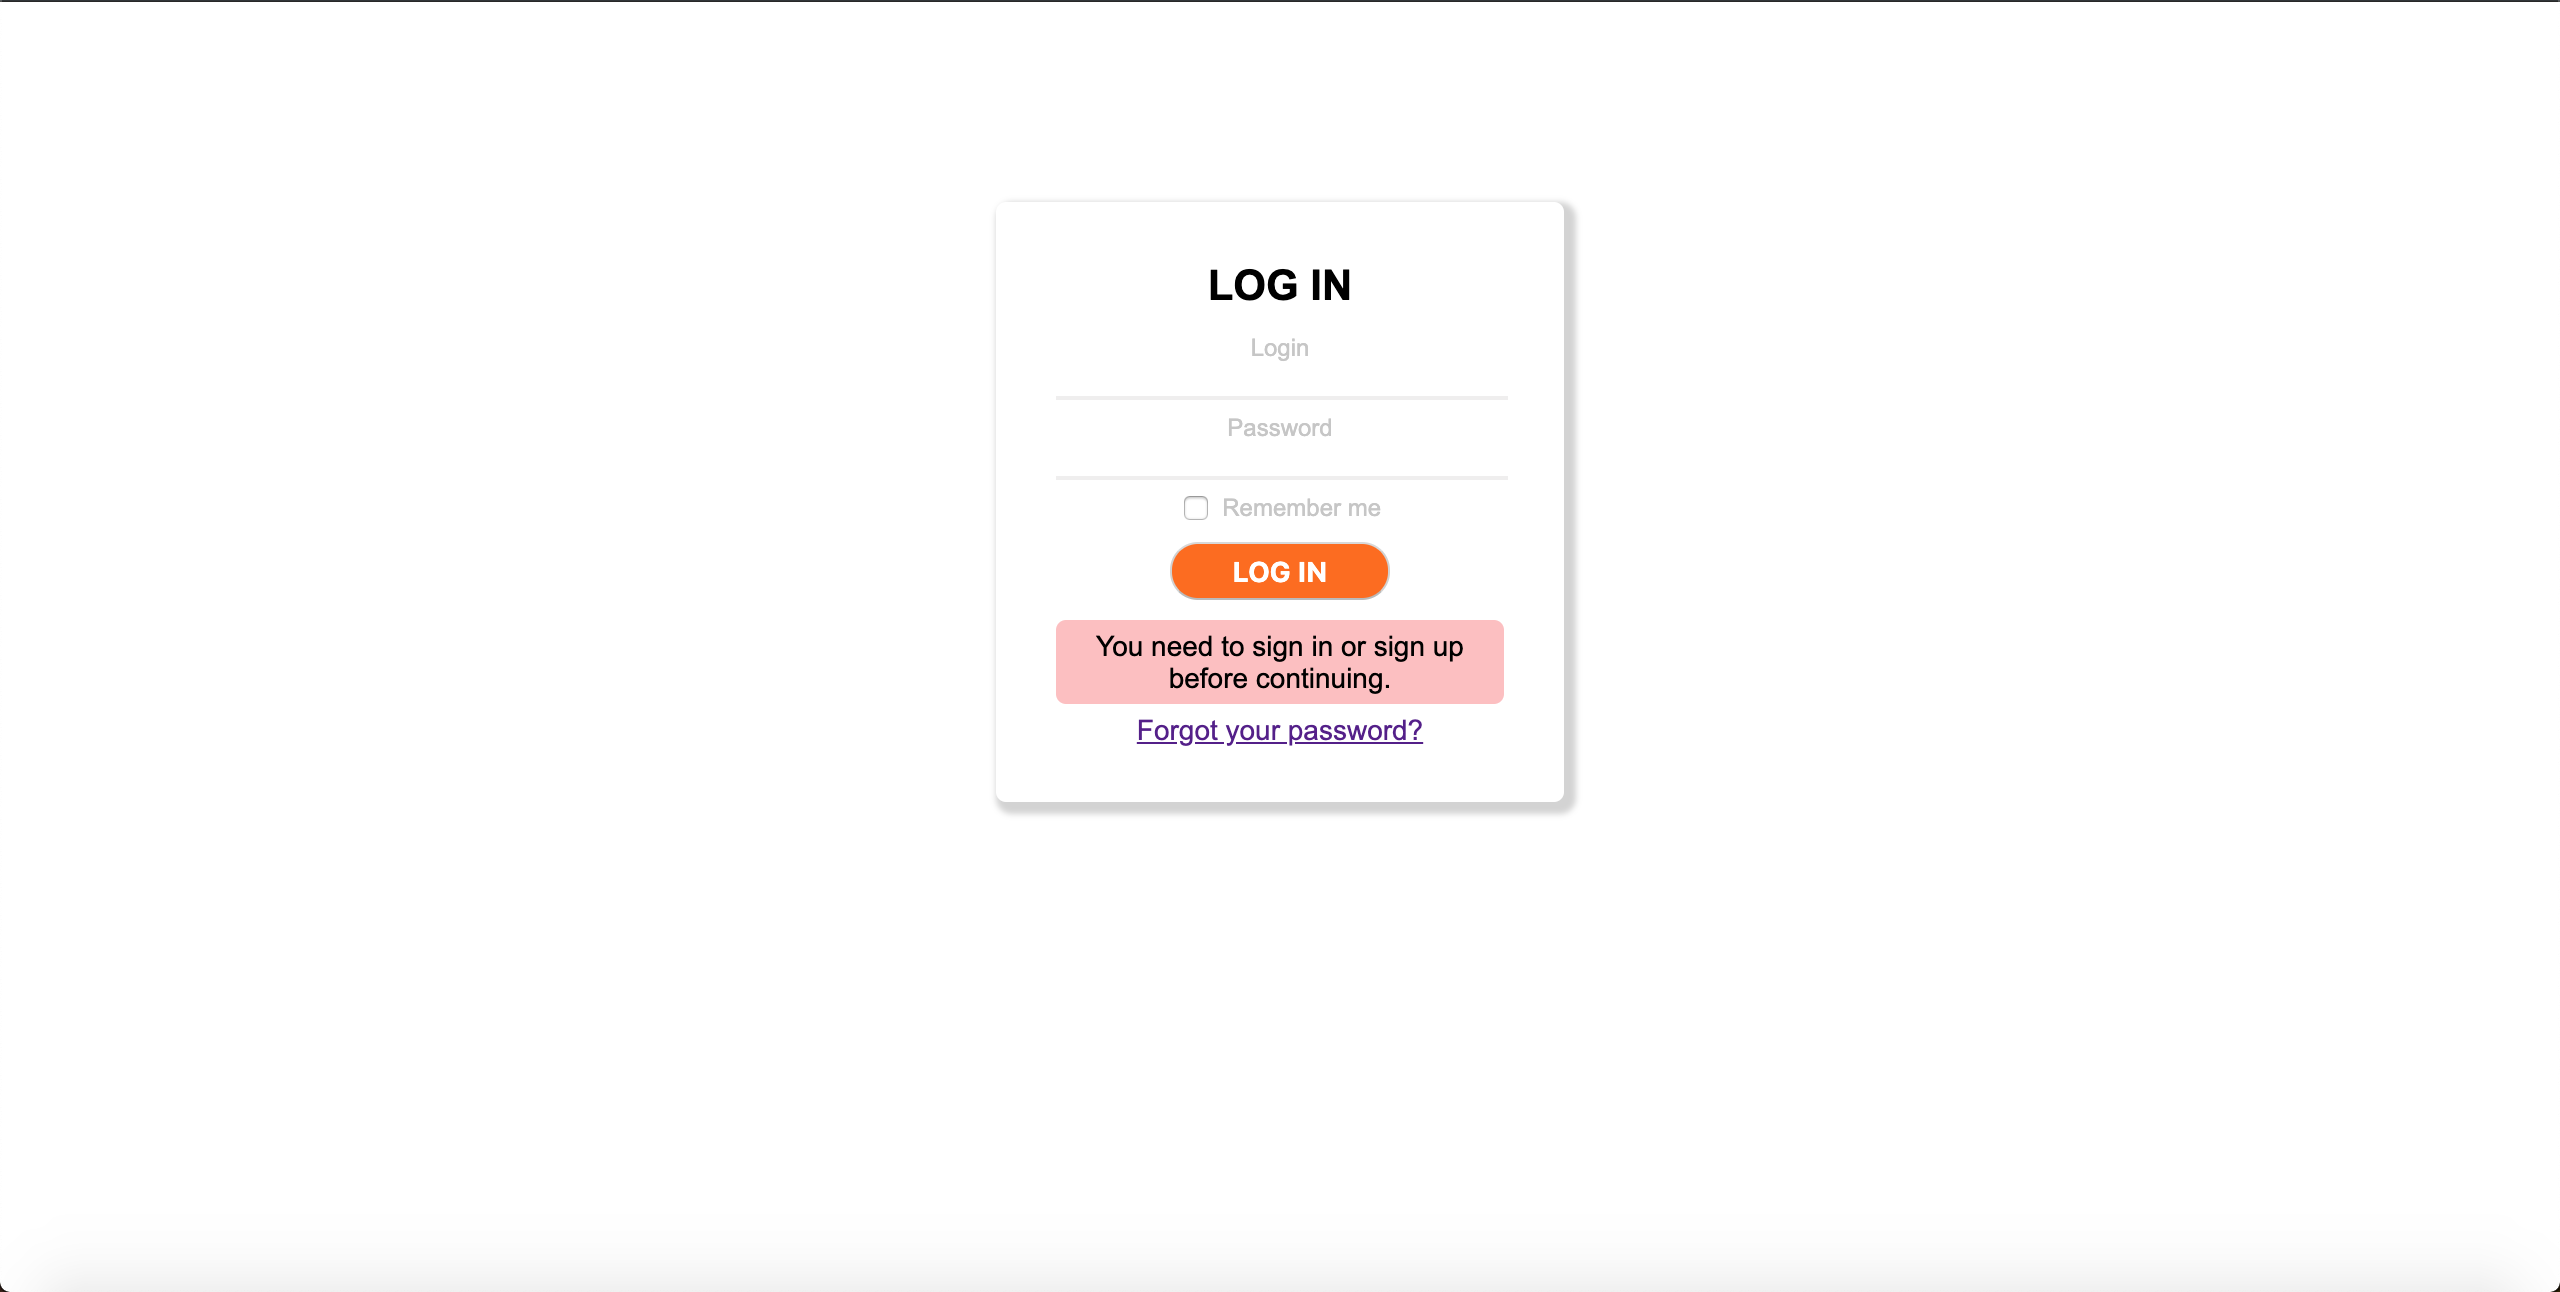 LOG IN
Login
Password
Remember me
LOG IN
You need to sign in or sign up
before continuing.
Forgot your password?